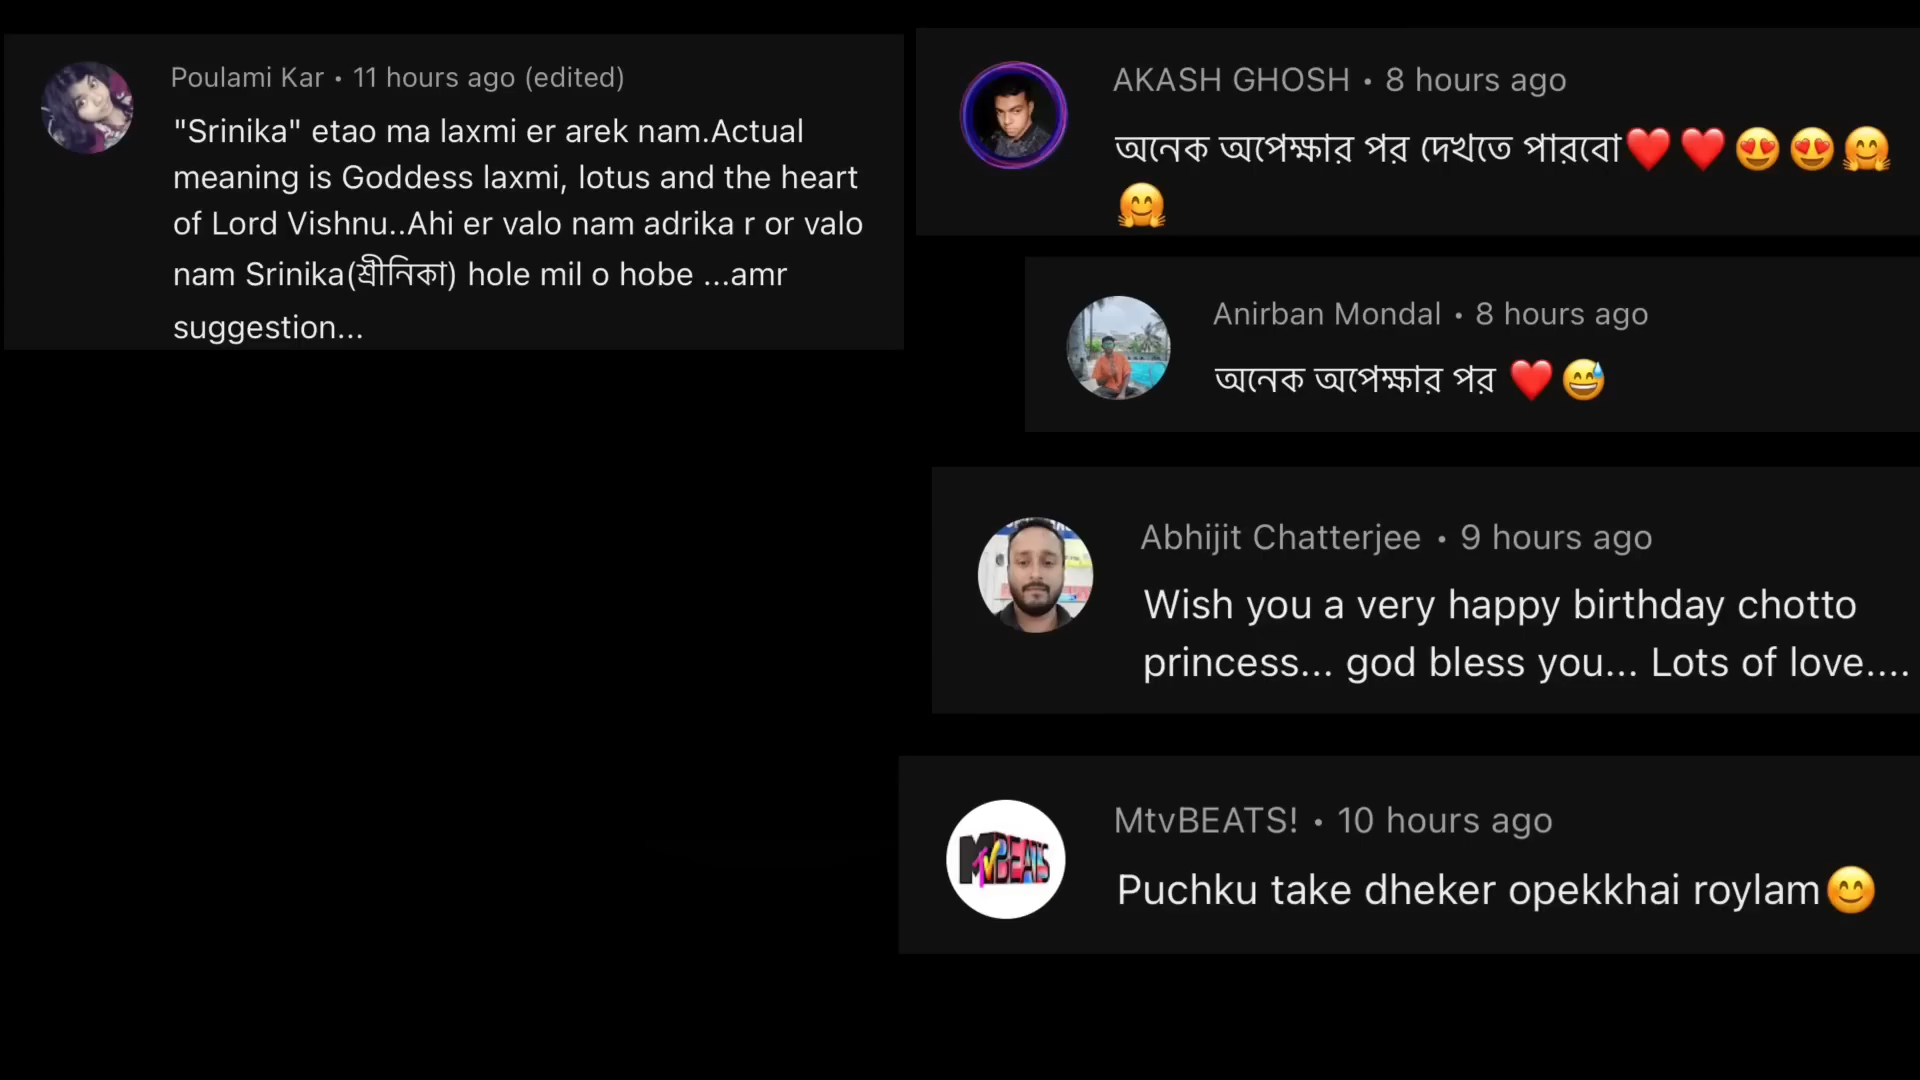 Poulami Kar • 11 hours ago (edited)
"Srinika" etao ma laxmi er arek nam.Actual
meaning is Goddess laxmi, lotus and the heart
of Lord Vishnu..Ahi er valo nam adrika r or valo
nam Srinika(শ্রীনিকা) hole mil o hobe ...amr
suggestion...
AKASH GHOSH • 8 hours ago
অনেক অপেক্ষার পর দেখতে পারবো❤️❤️😍😍🤗
🤗
Anirban Mondal • 8 hours ago
অনেক অপেক্ষার পর ❤️😅
Abhijit Chatterjee • 9 hours ago
Wish you a very happy birthday chotto
princess... god bless you... Lots of love....
MTV BEATS
MtvBEATS! • 10 hours ago
Puchku take dheker opekkhai roylam😊